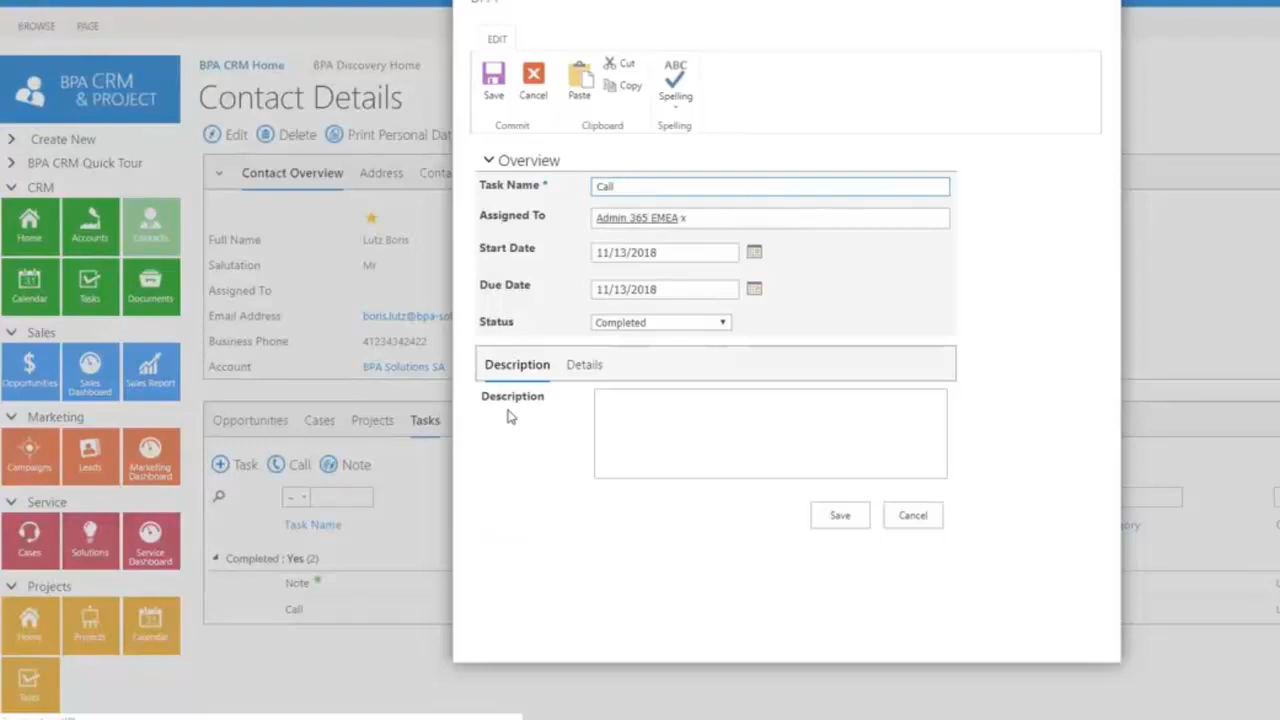 BROWSE PAGE
BPA CRM
& PROJECT
Create New
BPA CRM Quick Tour
CRM
Home Accounts Contacts
Calendar Tasks Documents
Sales
Opportunities Sales Dashboard Sales Report
Marketing
Campaigns Leads Marketing Dashboard
Service
Cases Solutions Service Dashboard
Projects
Home Projects Calendar
Tasks
BPA CRM Home BPA Discovery Home
Contact Details
Edit Delete Print Personal Dat
Contact Overview Address Conta
Full Name Lutz Boris
Salutation Mr
Assigned To
Email Address boris.lutz@bpa-sol
Business Phone 41234342422
Account BPA Solutions SA
Opportunities Cases Projects Tasks
Task Call Note
Task Name
Completed : Yes (2)
Note
Call
EDIT
Save Cancel Paste Cut
Copy
ABC
Spelling
Commit Clipboard Spelling
Overview
Task Name * Call
Assigned To Admin 365 EMEA x
Start Date 11/13/2018
Due Date 11/13/2018
Status Completed
Description Details
Description
Save Cancel